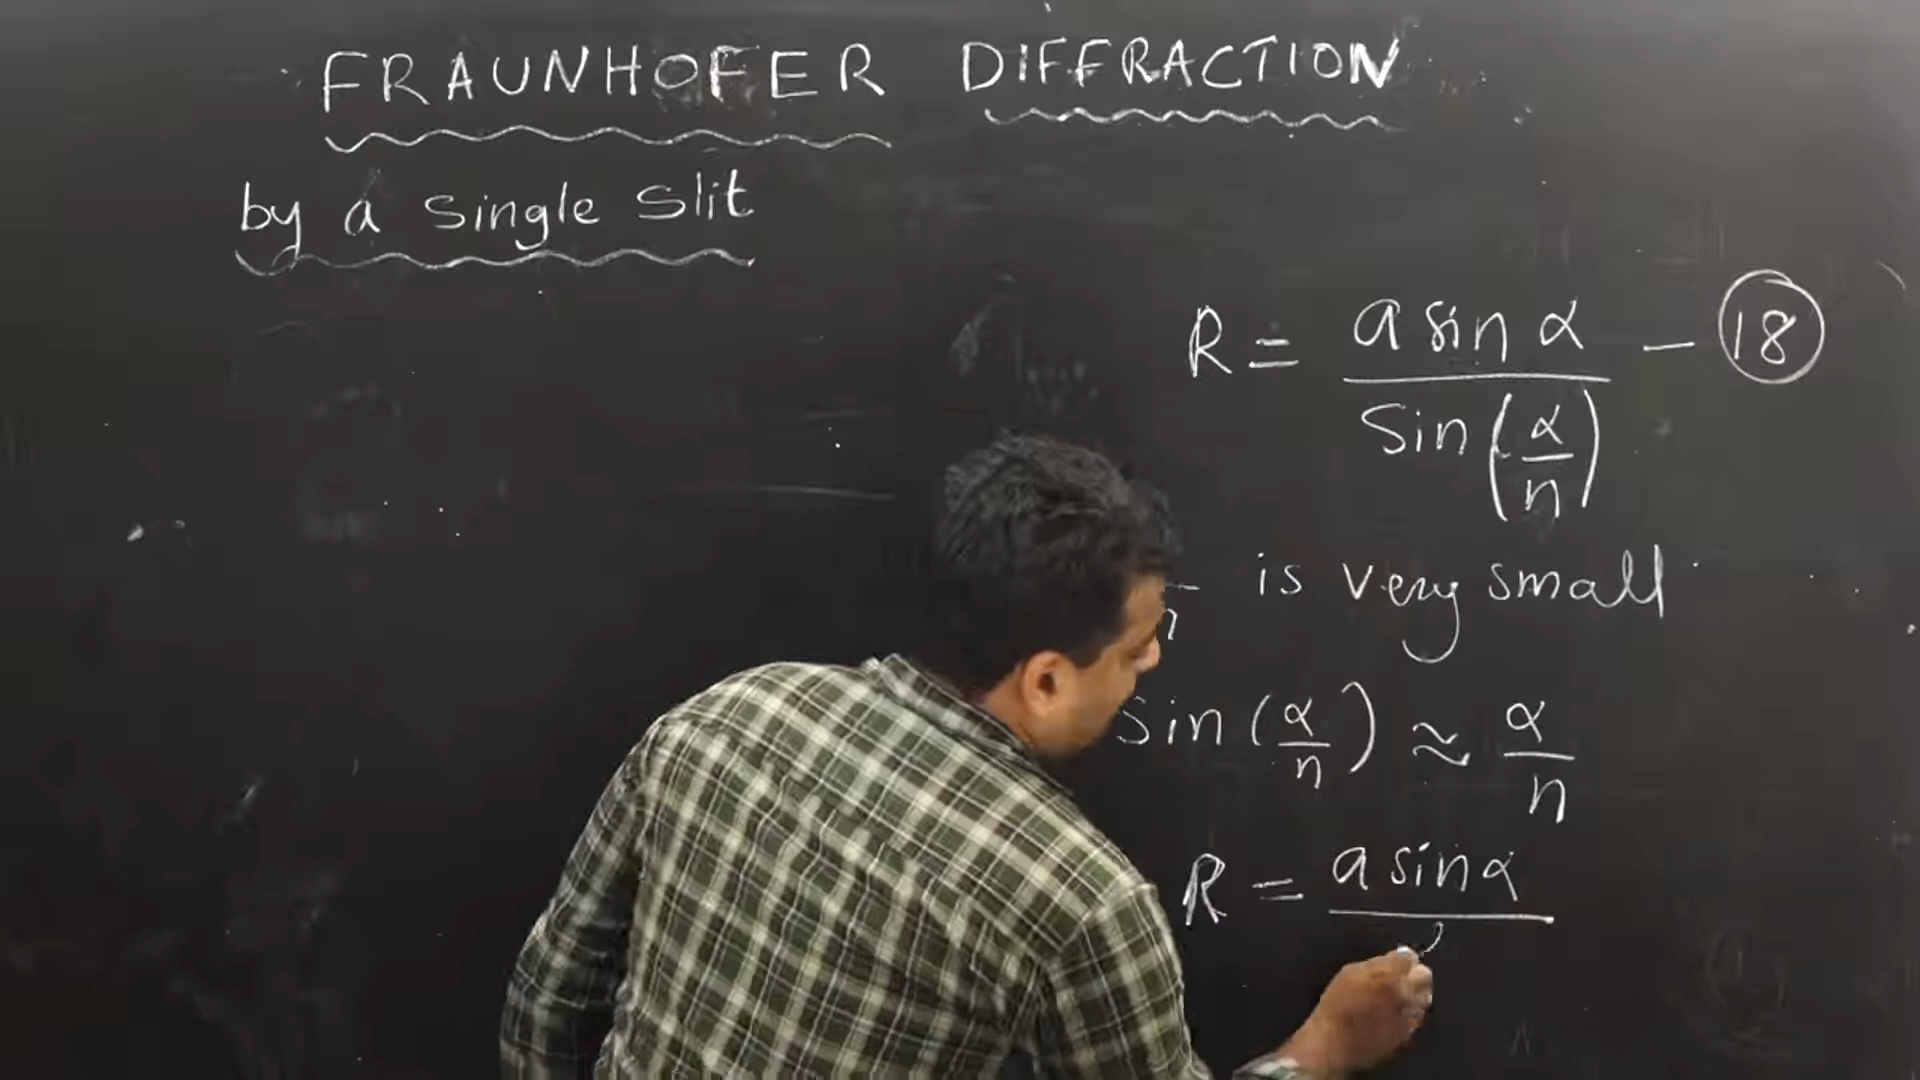 FRAUNHOFER DIFFRACTION
by a Single Slit
R = a sin α / Sin (α/n) – 18
n is very small
Sin (α/n) ≈ α/n
R = a sin α